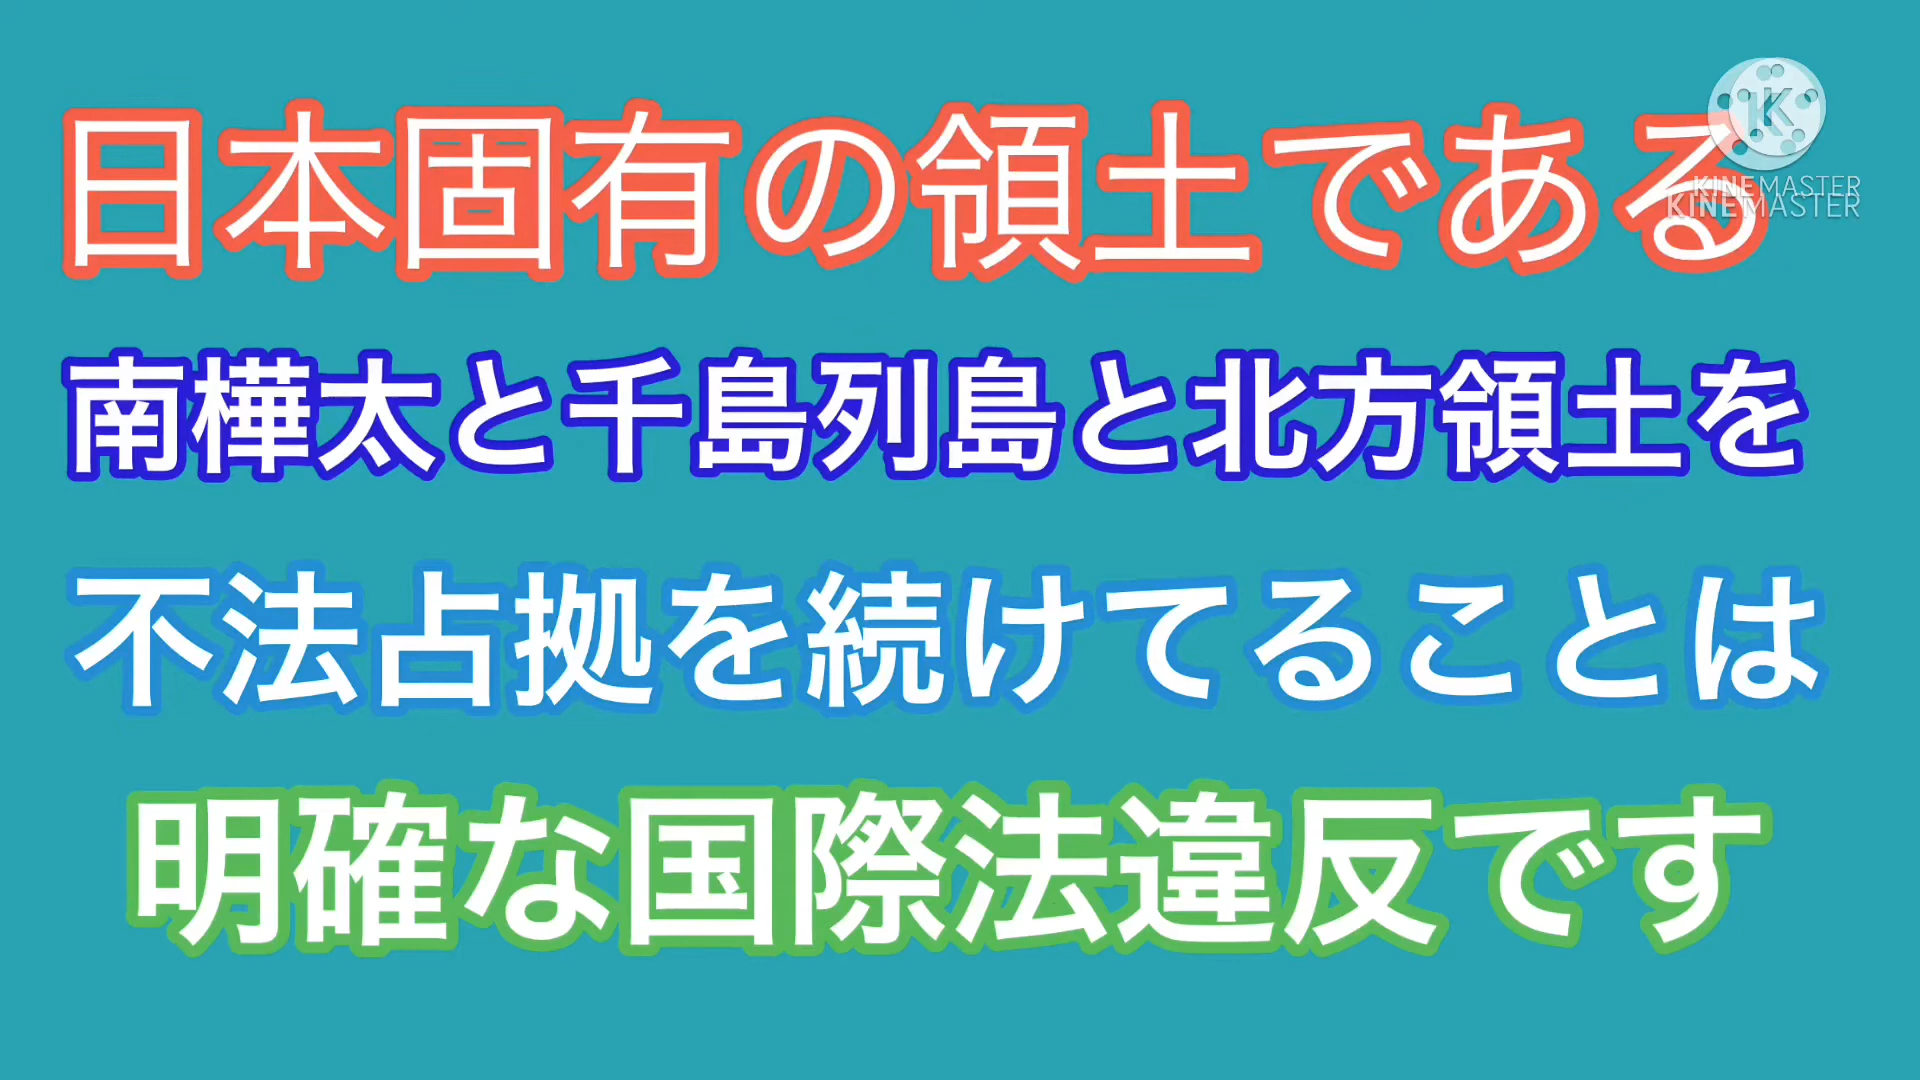 日本固有の領土である
KINEMASTER
KINEMASTER
南樺太と千島列島と北方領土を
不法占拠を続けてることは
明確な国際法違反です